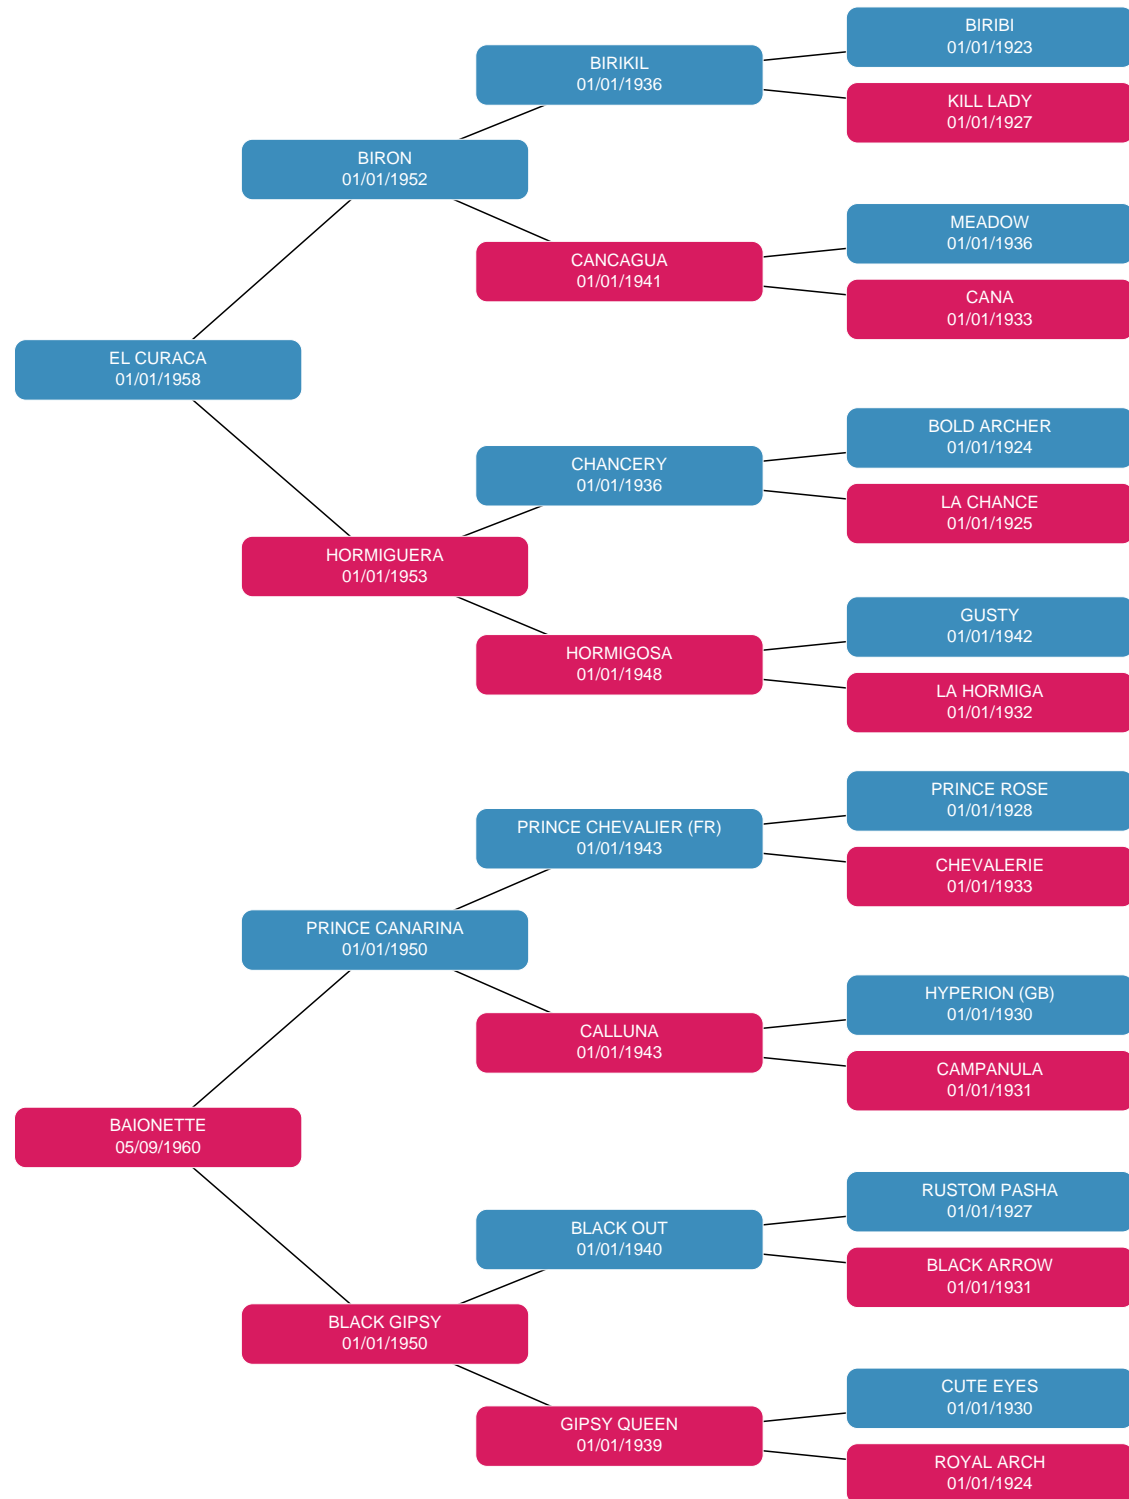 BIRIBI
01/01/1923
BIRIKIL
01/01/1936
KILL LADY
01/01/1927
BIRON
01/01/1952
MEADOW
01/01/1936
CANCAGUA
01/01/1941
CANA
01/01/1933
EL CURACA
01/01/1958
BOLD ARCHER
01/01/1924
CHANCERY
01/01/1936
LA CHANCE
01/01/1925
HORMIGUERA
01/01/1953
GUSTY
01/01/1942
HORMIGOSA
01/01/1948
LA HORMIGA
01/01/1932
PRINCE ROSE
01/01/1928
PRINCE CHEVALIER (FR)
01/01/1943
CHEVALERIE
01/01/1933
PRINCE CANARINA
01/01/1950
HYPERION (GB)
01/01/1930
CALLUNA
01/01/1943
CAMPANULA
01/01/1931
BAIONETTE
05/09/1960
RUSTOM PASHA
01/01/1927
BLACK OUT
01/01/1940
BLACK ARROW
01/01/1931
BLACK GIPSY
01/01/1950
CUTE EYES
01/01/1930
GIPSY QUEEN
01/01/1939
ROYAL ARCH
01/01/1924